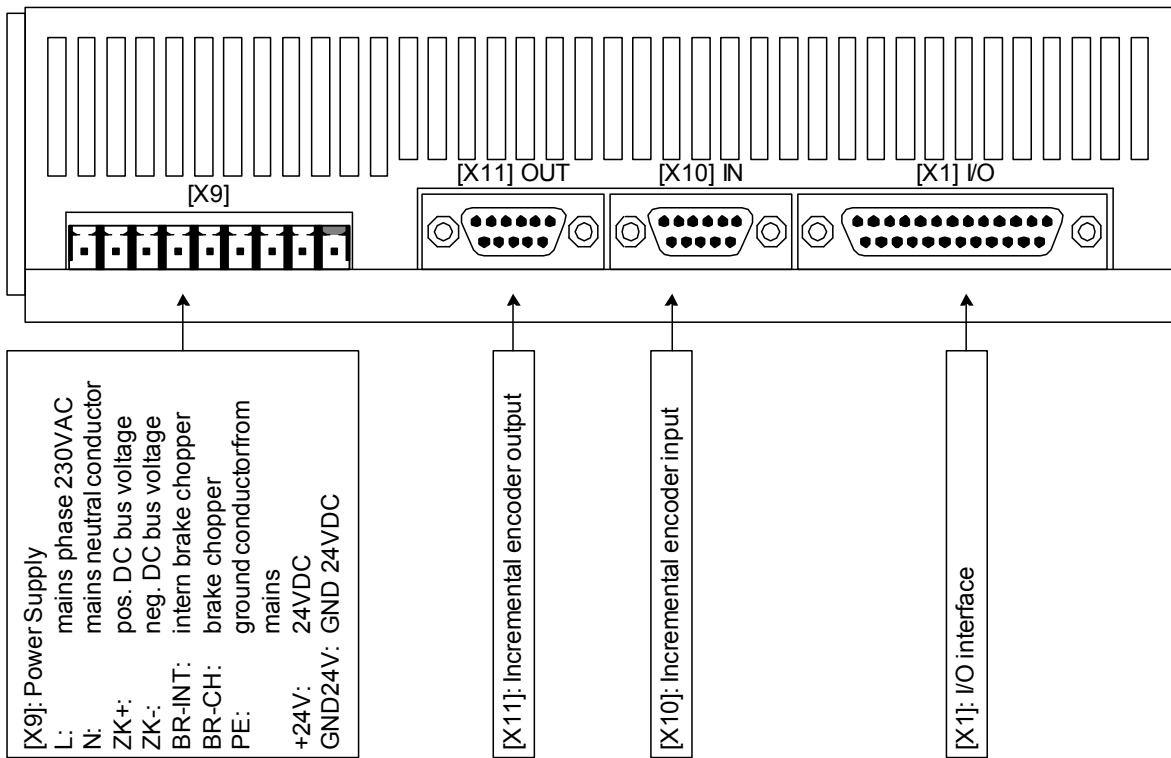 [X9]
[X11] OUT
[X10] IN
[X1] I/O
[X9]: Power Supply
L: mains phase 230VAC
N: mains neutral conductor
ZK+: pos. DC bus voltage
ZK-: neg. DC bus voltage
BR-INT: intern brake chopper
BR-CH: brake chopper
PE: ground conductorfrom
mains
+24V: 24VDC
GND24V: GND 24VDC
[X11]: Incremental encoder output
[X10]: Incremental encoder input
[X1]: I/O interface